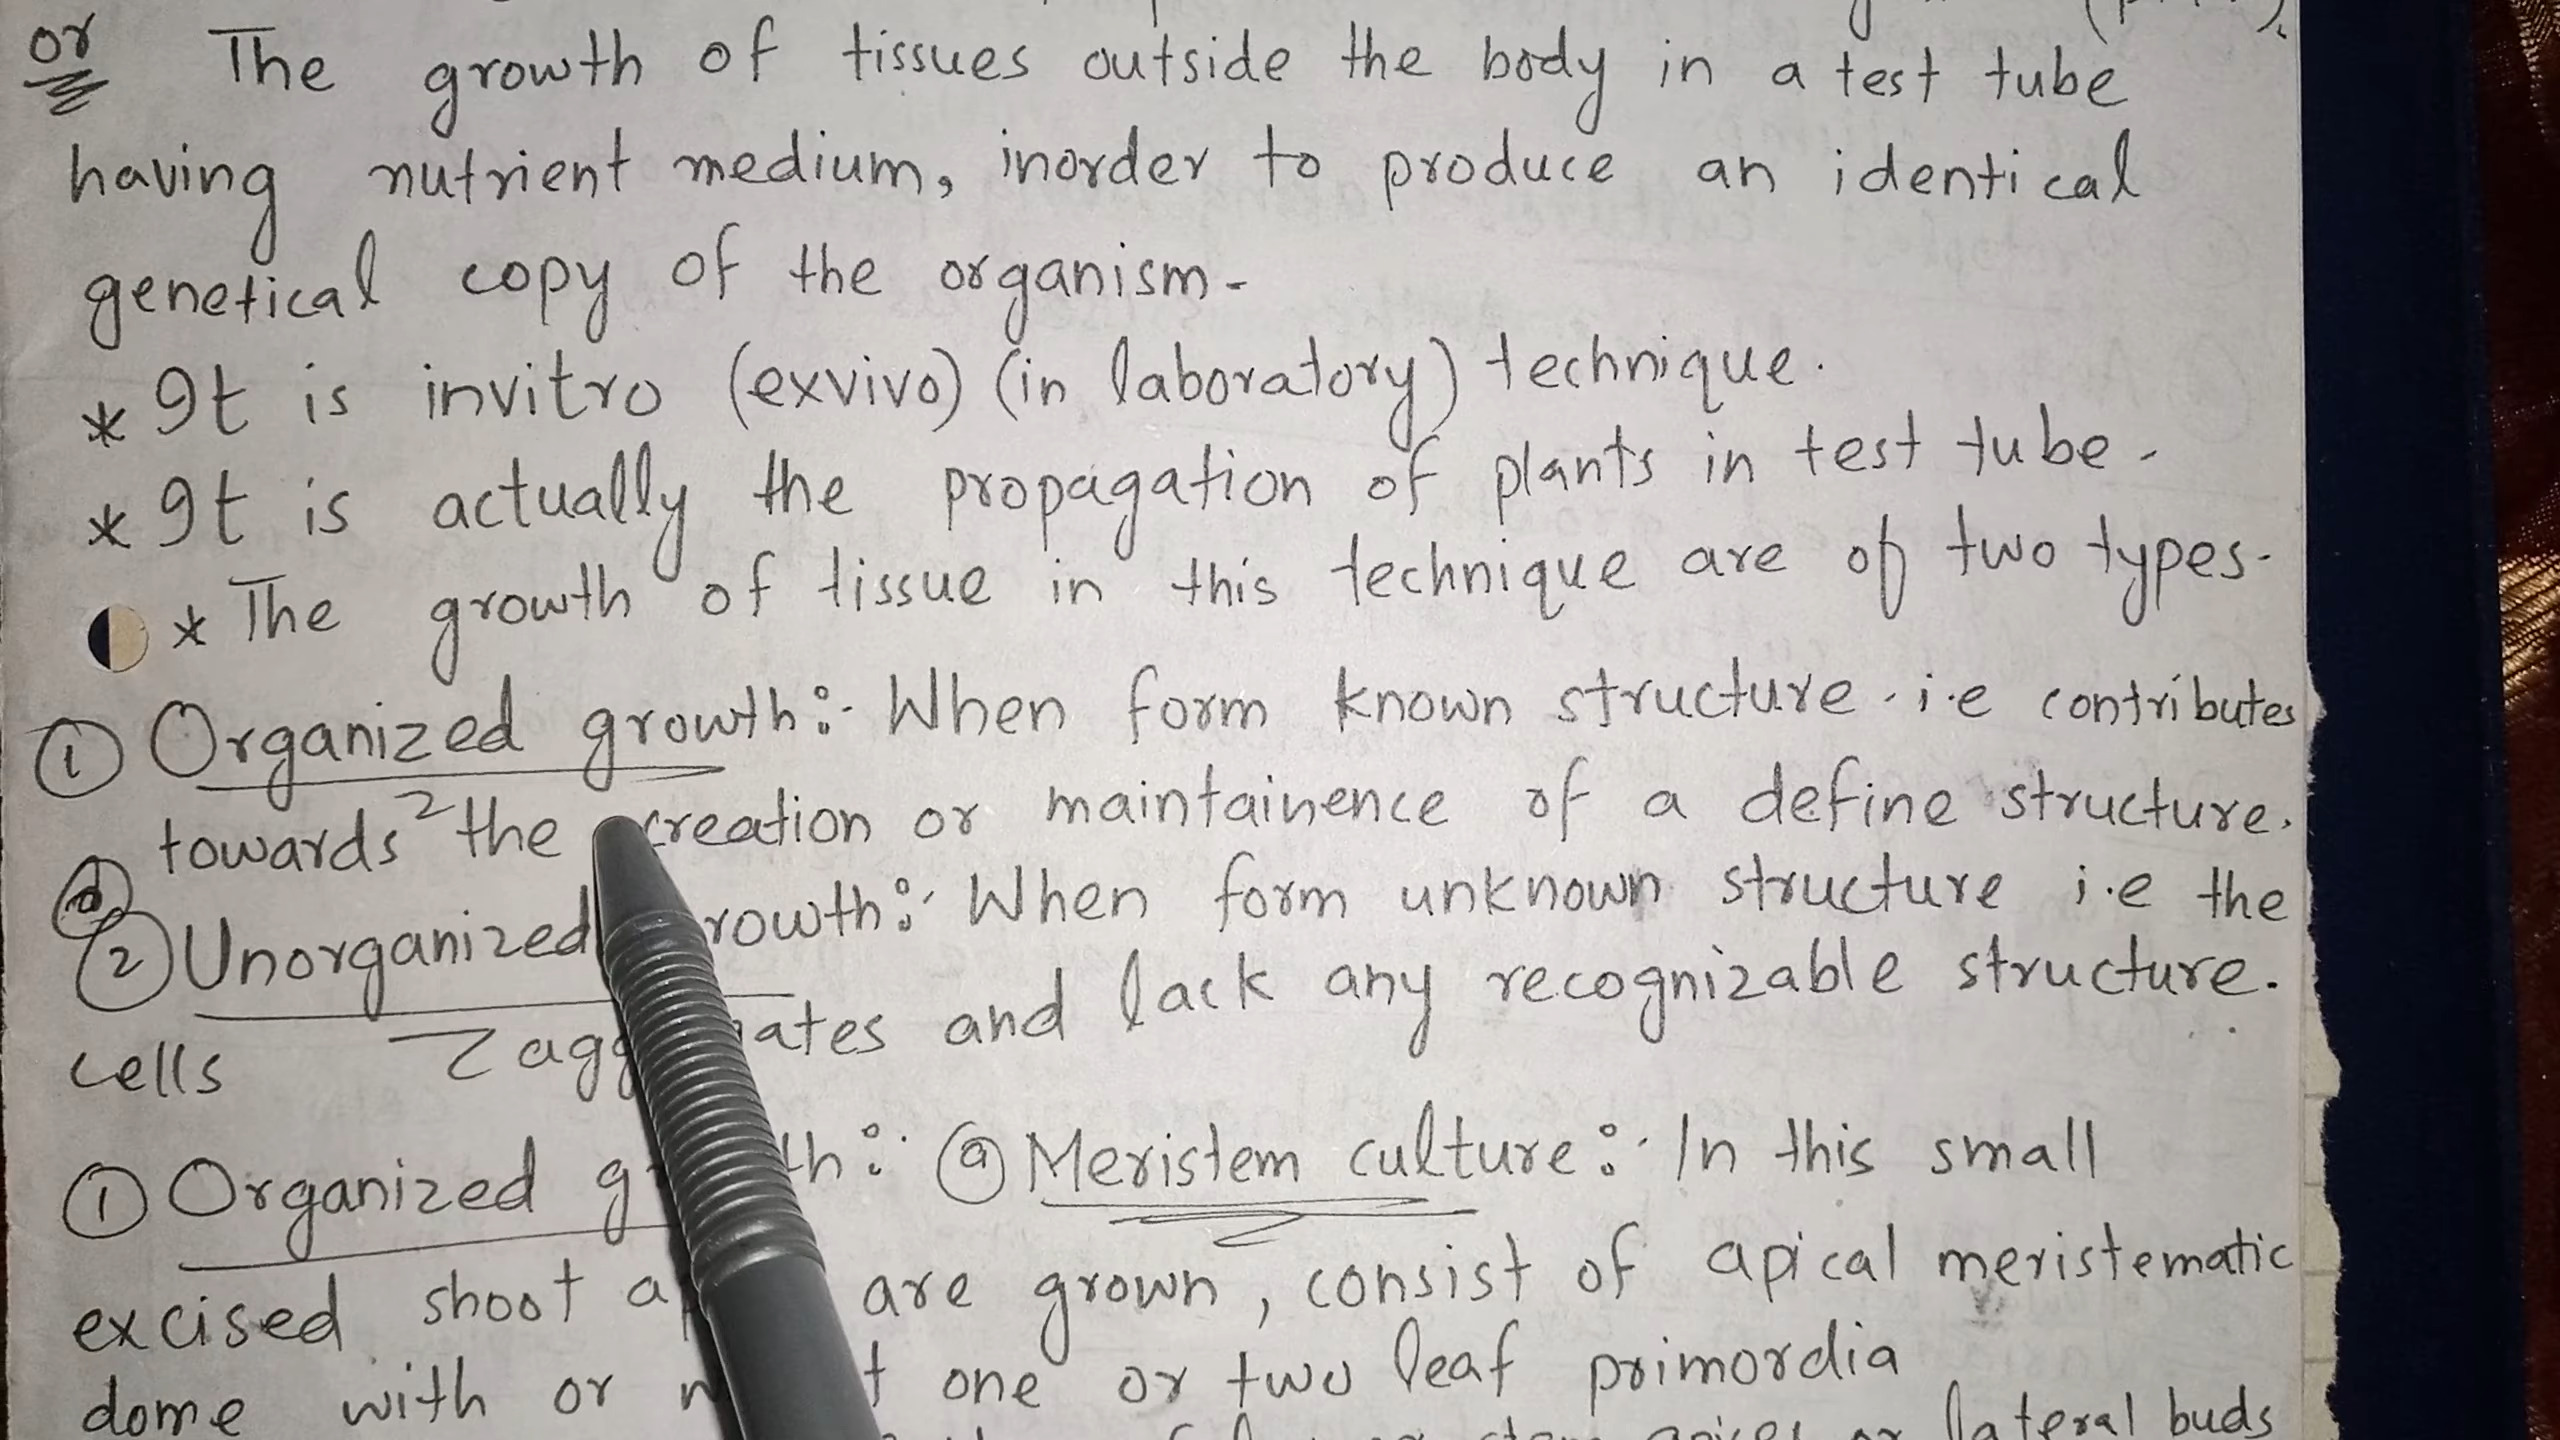 or The growth of tissues outside the body in a test tube
having nutrient medium, inorder to produce an identical
genetical copy of the organism-
* It is invitro (exvivo) (in laboratory) technique.
* It is actually the propagation of plants in test tube-
* The growth of tissue in this technique are of two types-
① Organized growth:- When form known structure. i.e contributes
towards the creation or maintainence of a define structure.
② Unorganized When form unknown structure i.e the
cells and lack any recognizable structure.
① Organized ⓐ Meristem culture:- In this small
excised shoot are grown, consist of apical meristematic
dome with or one or two leaf primordia
or lateral buds